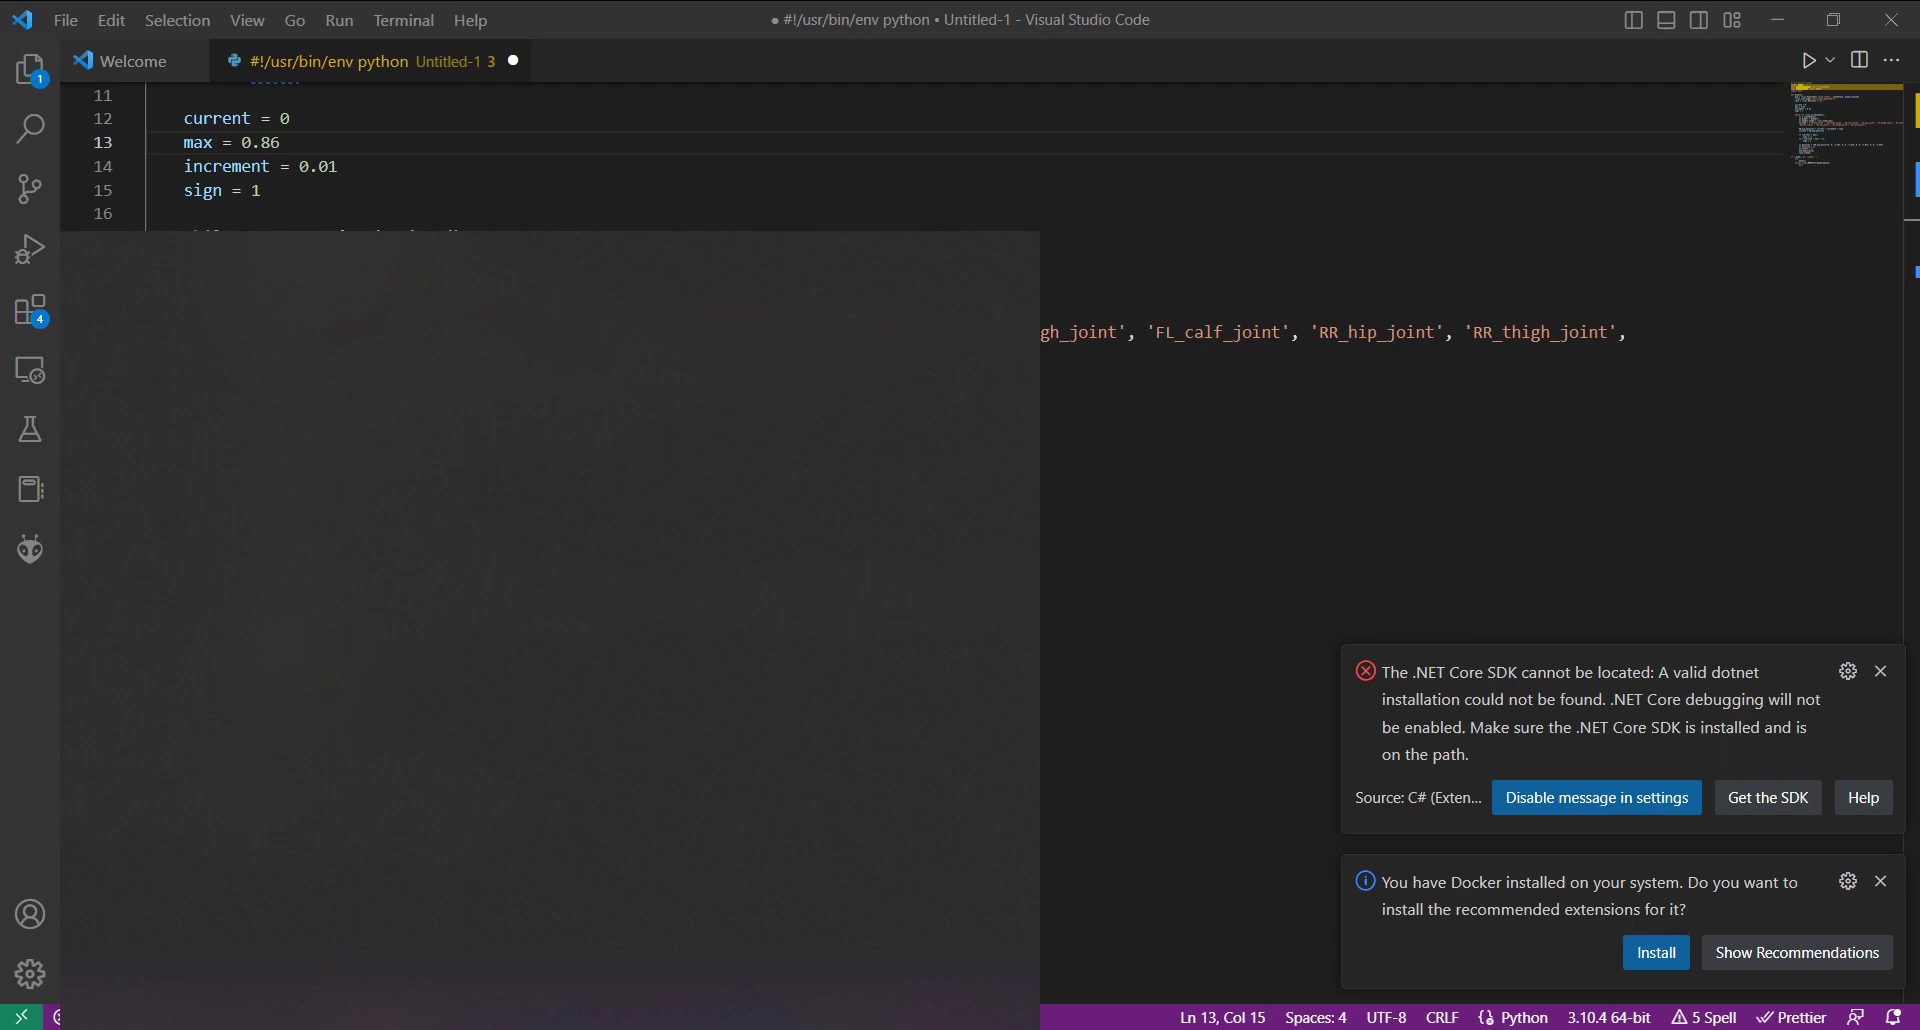 File Edit Selection View Go Run Terminal Help
● #!/usr/bin/env python • Untitled-1 - Visual Studio Code
1
Welcome
#!/usr/bin/env python Untitled-1 3
11
12 current = 0
13 max = 0.86
14 increment = 0.01
15 sign = 1
16
gh_joint', 'FL_calf_joint', 'RR_hip_joint', 'RR_thigh_joint',
4
The .NET Core SDK cannot be located: A valid dotnet
installation could not be found. .NET Core debugging will not
be enabled. Make sure the .NET Core SDK is installed and is
on the path.
Source: C# (Exten... Disable message in settings Get the SDK Help
You have Docker installed on your system. Do you want to
install the recommended extensions for it?
Install Show Recommendations
Ln 13, Col 15 Spaces: 4 UTF-8 CRLF Python 3.10.4 64-bit 5 Spell Prettier